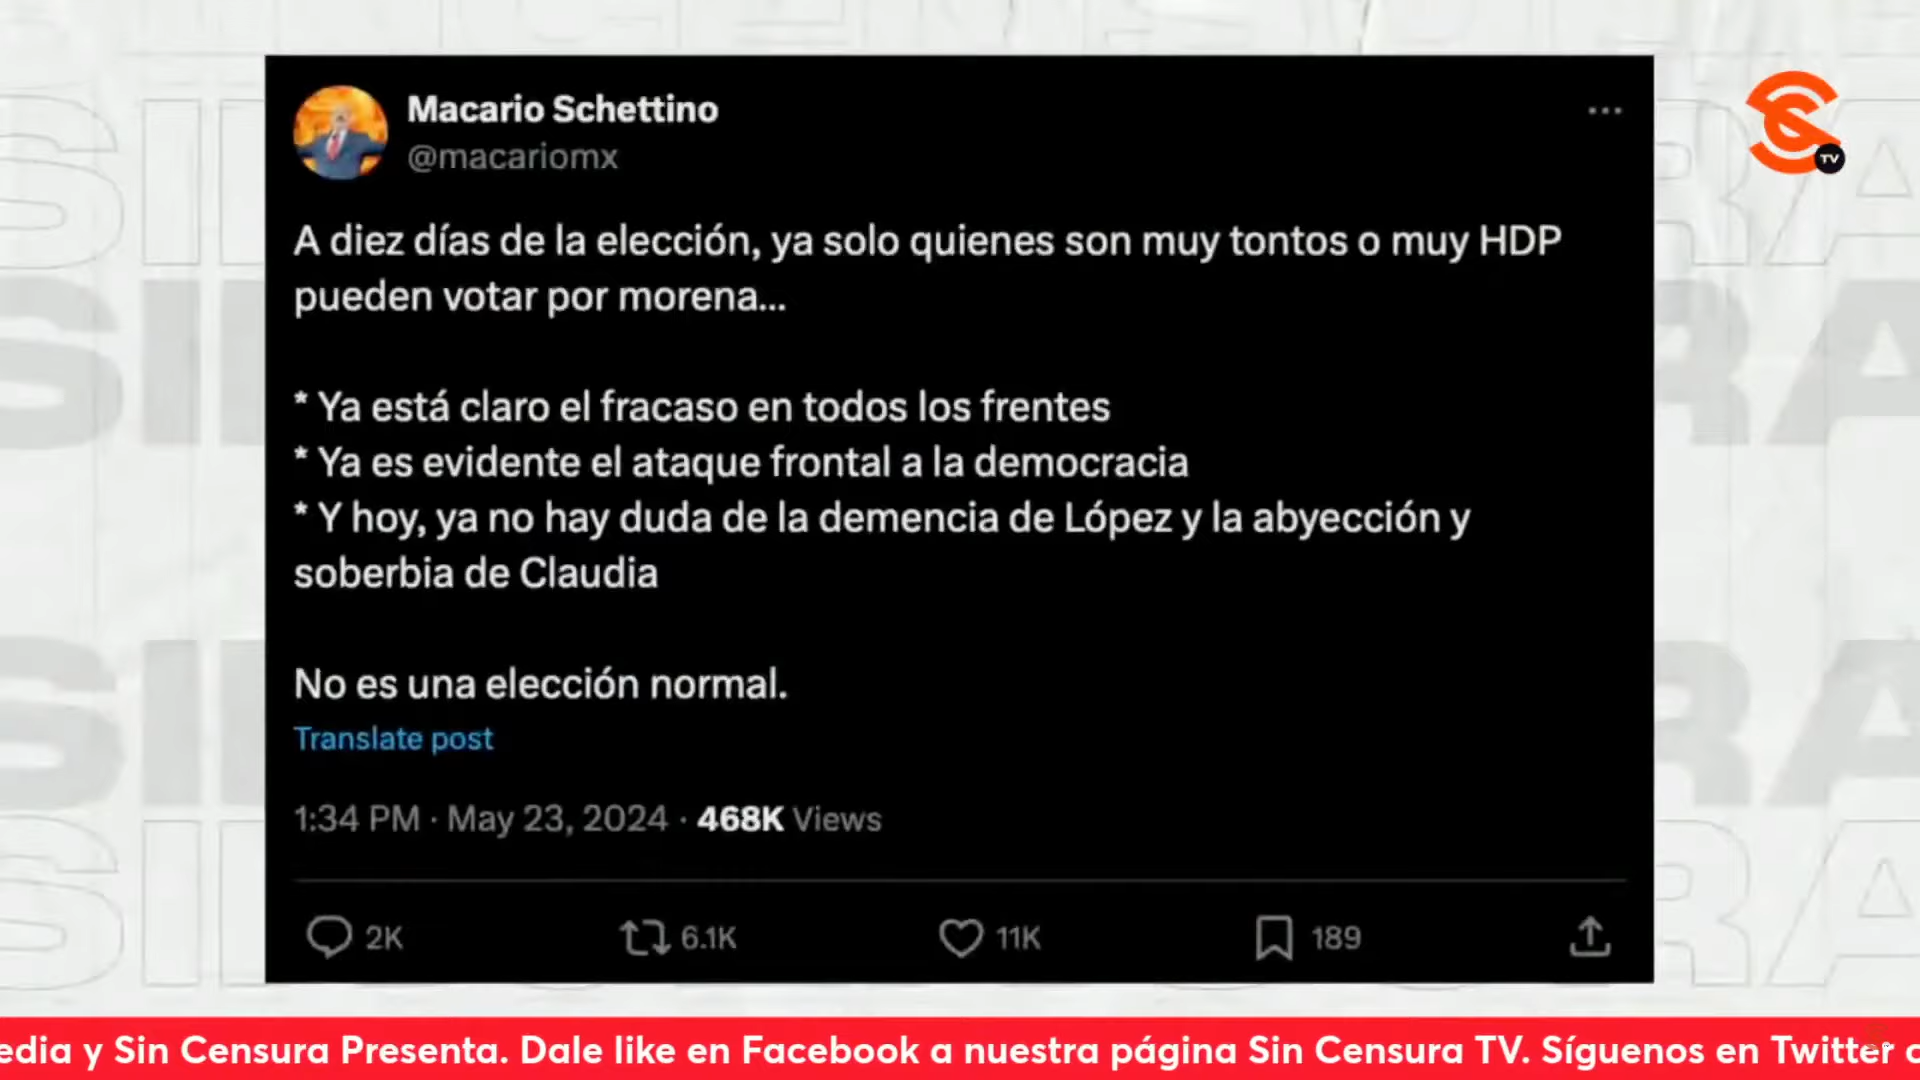 Macario Schettino
@macariomx
TV
A diez días de la elección, ya solo quienes son muy tontos o muy HDP
pueden votar por morena...
* Ya está claro el fracaso en todos los frentes
* Ya es evidente el ataque frontal a la democracia
* Y hoy, ya no hay duda de la demencia de López y la abyección y
soberbia de Claudia
No es una elección normal.
Translate post
1:34 PM · May 23, 2024 · 468K Views
2K 6.1K 11K 189
edia y Sin Censura Presenta. Dale like en Facebook a nuestra página Sin Censura TV. Síguenos en Twitter